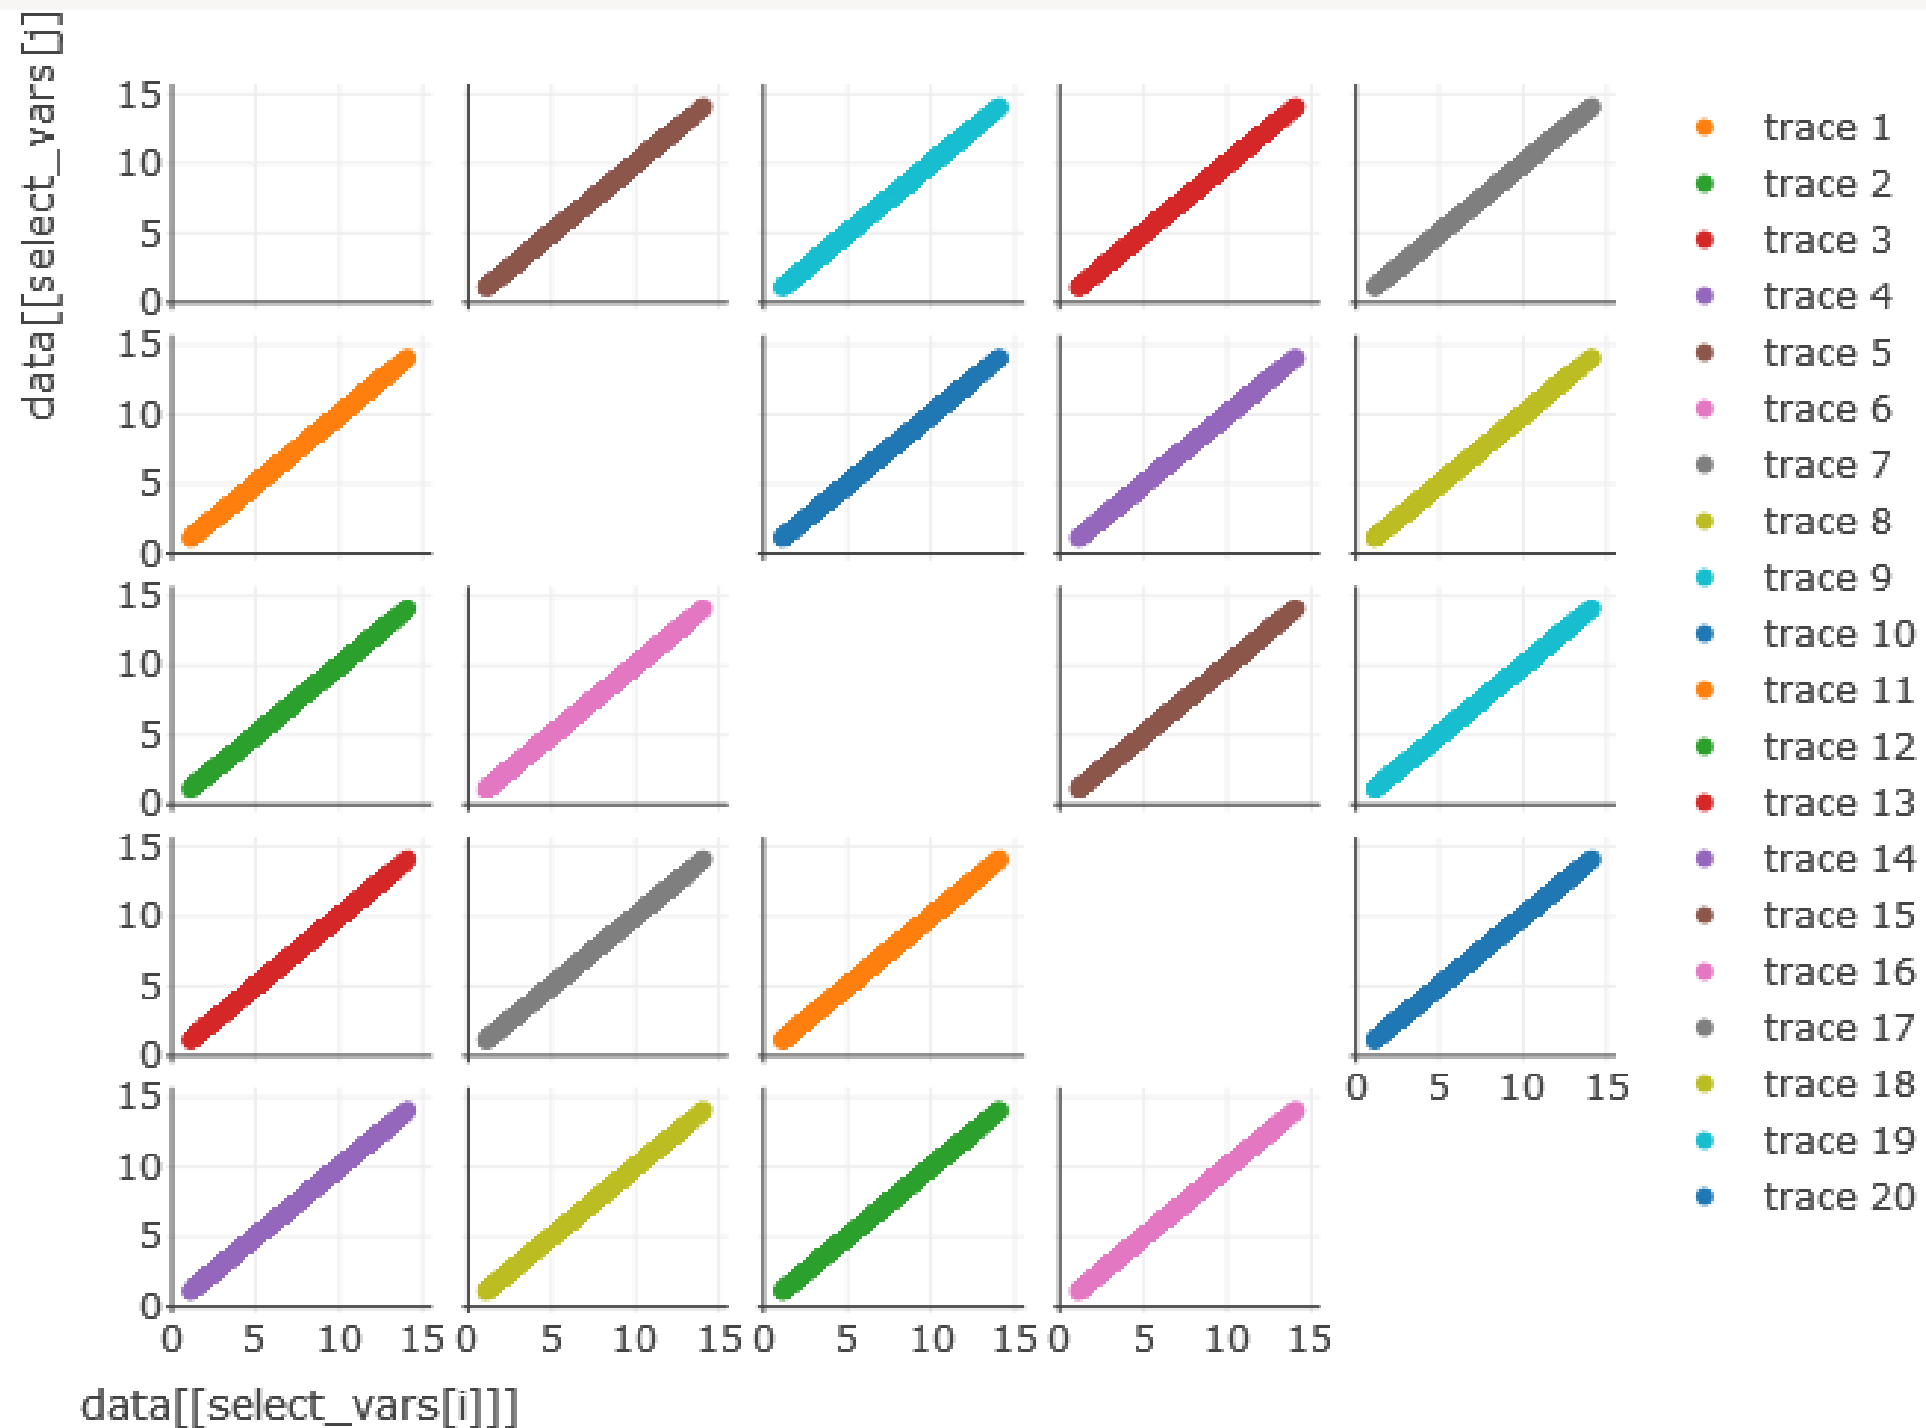 data[[select_vars[j]
15
10
5
0
15
10
5
0
15
10
5
0
15
10
5
0
0 5 10 15
15
10
5
0
0 5 10 15 0 5 10 15 0 5 10 15 0 5 10 15
data[[select_vars[i]]]
trace 1
trace 2
trace 3
trace 4
trace 5
trace 6
trace 7
trace 8
trace 9
trace 10
trace 11
trace 12
trace 13
trace 14
trace 15
trace 16
trace 17
trace 18
trace 19
trace 20